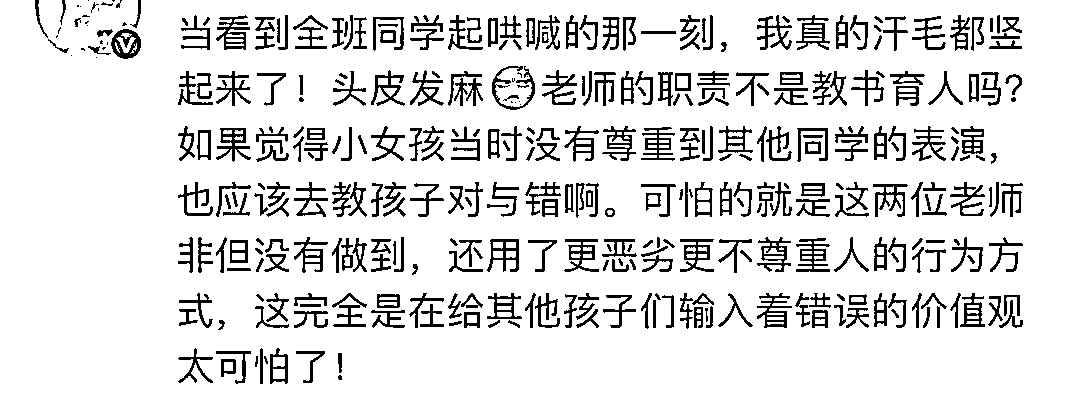 当看到全班同学起哄喊的那一刻，我真的汗毛都竖
起来了！头皮发麻老师的职责不是教书育人吗？
如果觉得小女孩当时没有尊重到其他同学的表演，
也应该去教孩子对与错啊。可怕的就是这两位老师
非但没有做到，还用了更恶劣更不尊重人的行为方
式，这完全是在给其他孩子们输入着错误的价值观
太可怕了！